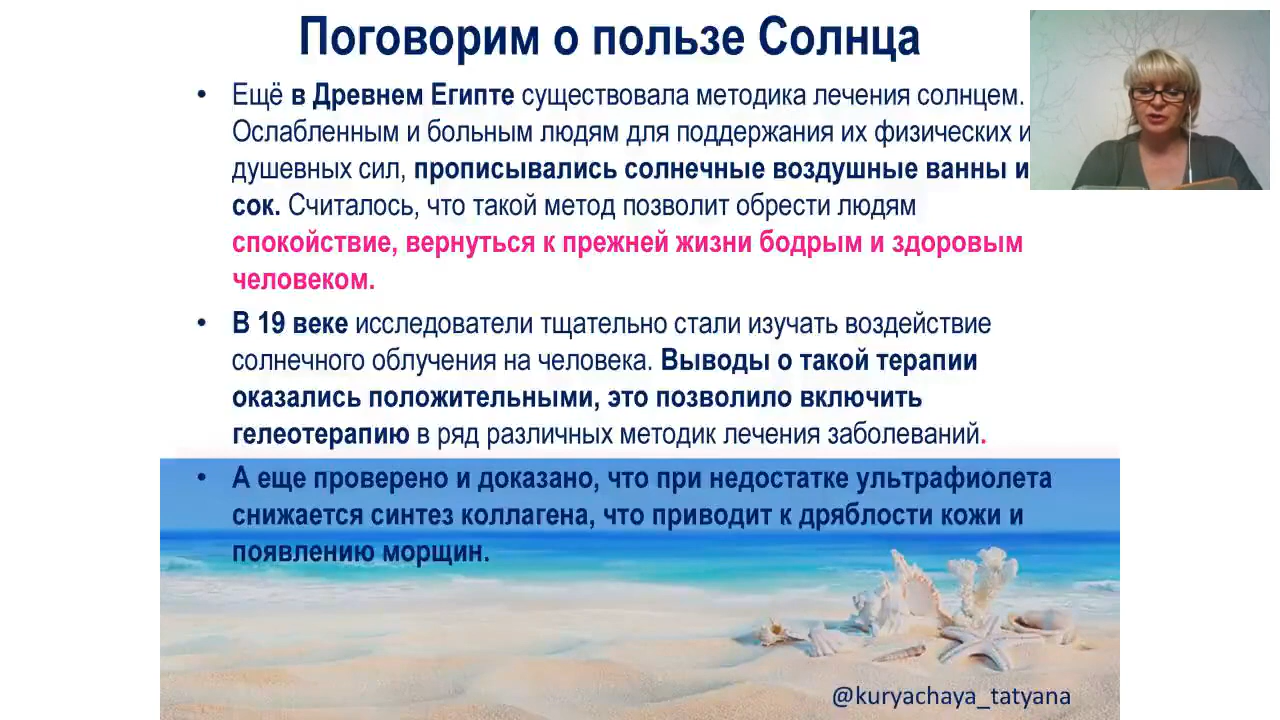 Поговорим о пользе Солнца
• Ещё в Древнем Египте существовала методика лечения солнцем.
Ослабленным и больным людям для поддержания их физических и
душевных сил, прописывались солнечные воздушные ванны и
сок. Считалось, что такой метод позволит обрести людям
спокойствие, вернуться к прежней жизни бодрым и здоровым
человеком.
• В 19 веке исследователи тщательно стали изучать воздействие
солнечного облучения на человека. Выводы о такой терапии
оказались положительными, это позволило включить
гелеотерапию в ряд различных методик лечения заболеваний.
• А еще проверено и доказано, что при недостатке ультрафиолета
снижается синтез коллагена, что приводит к дряблости кожи и
появлению морщин.
@kuryachaya_tatyana